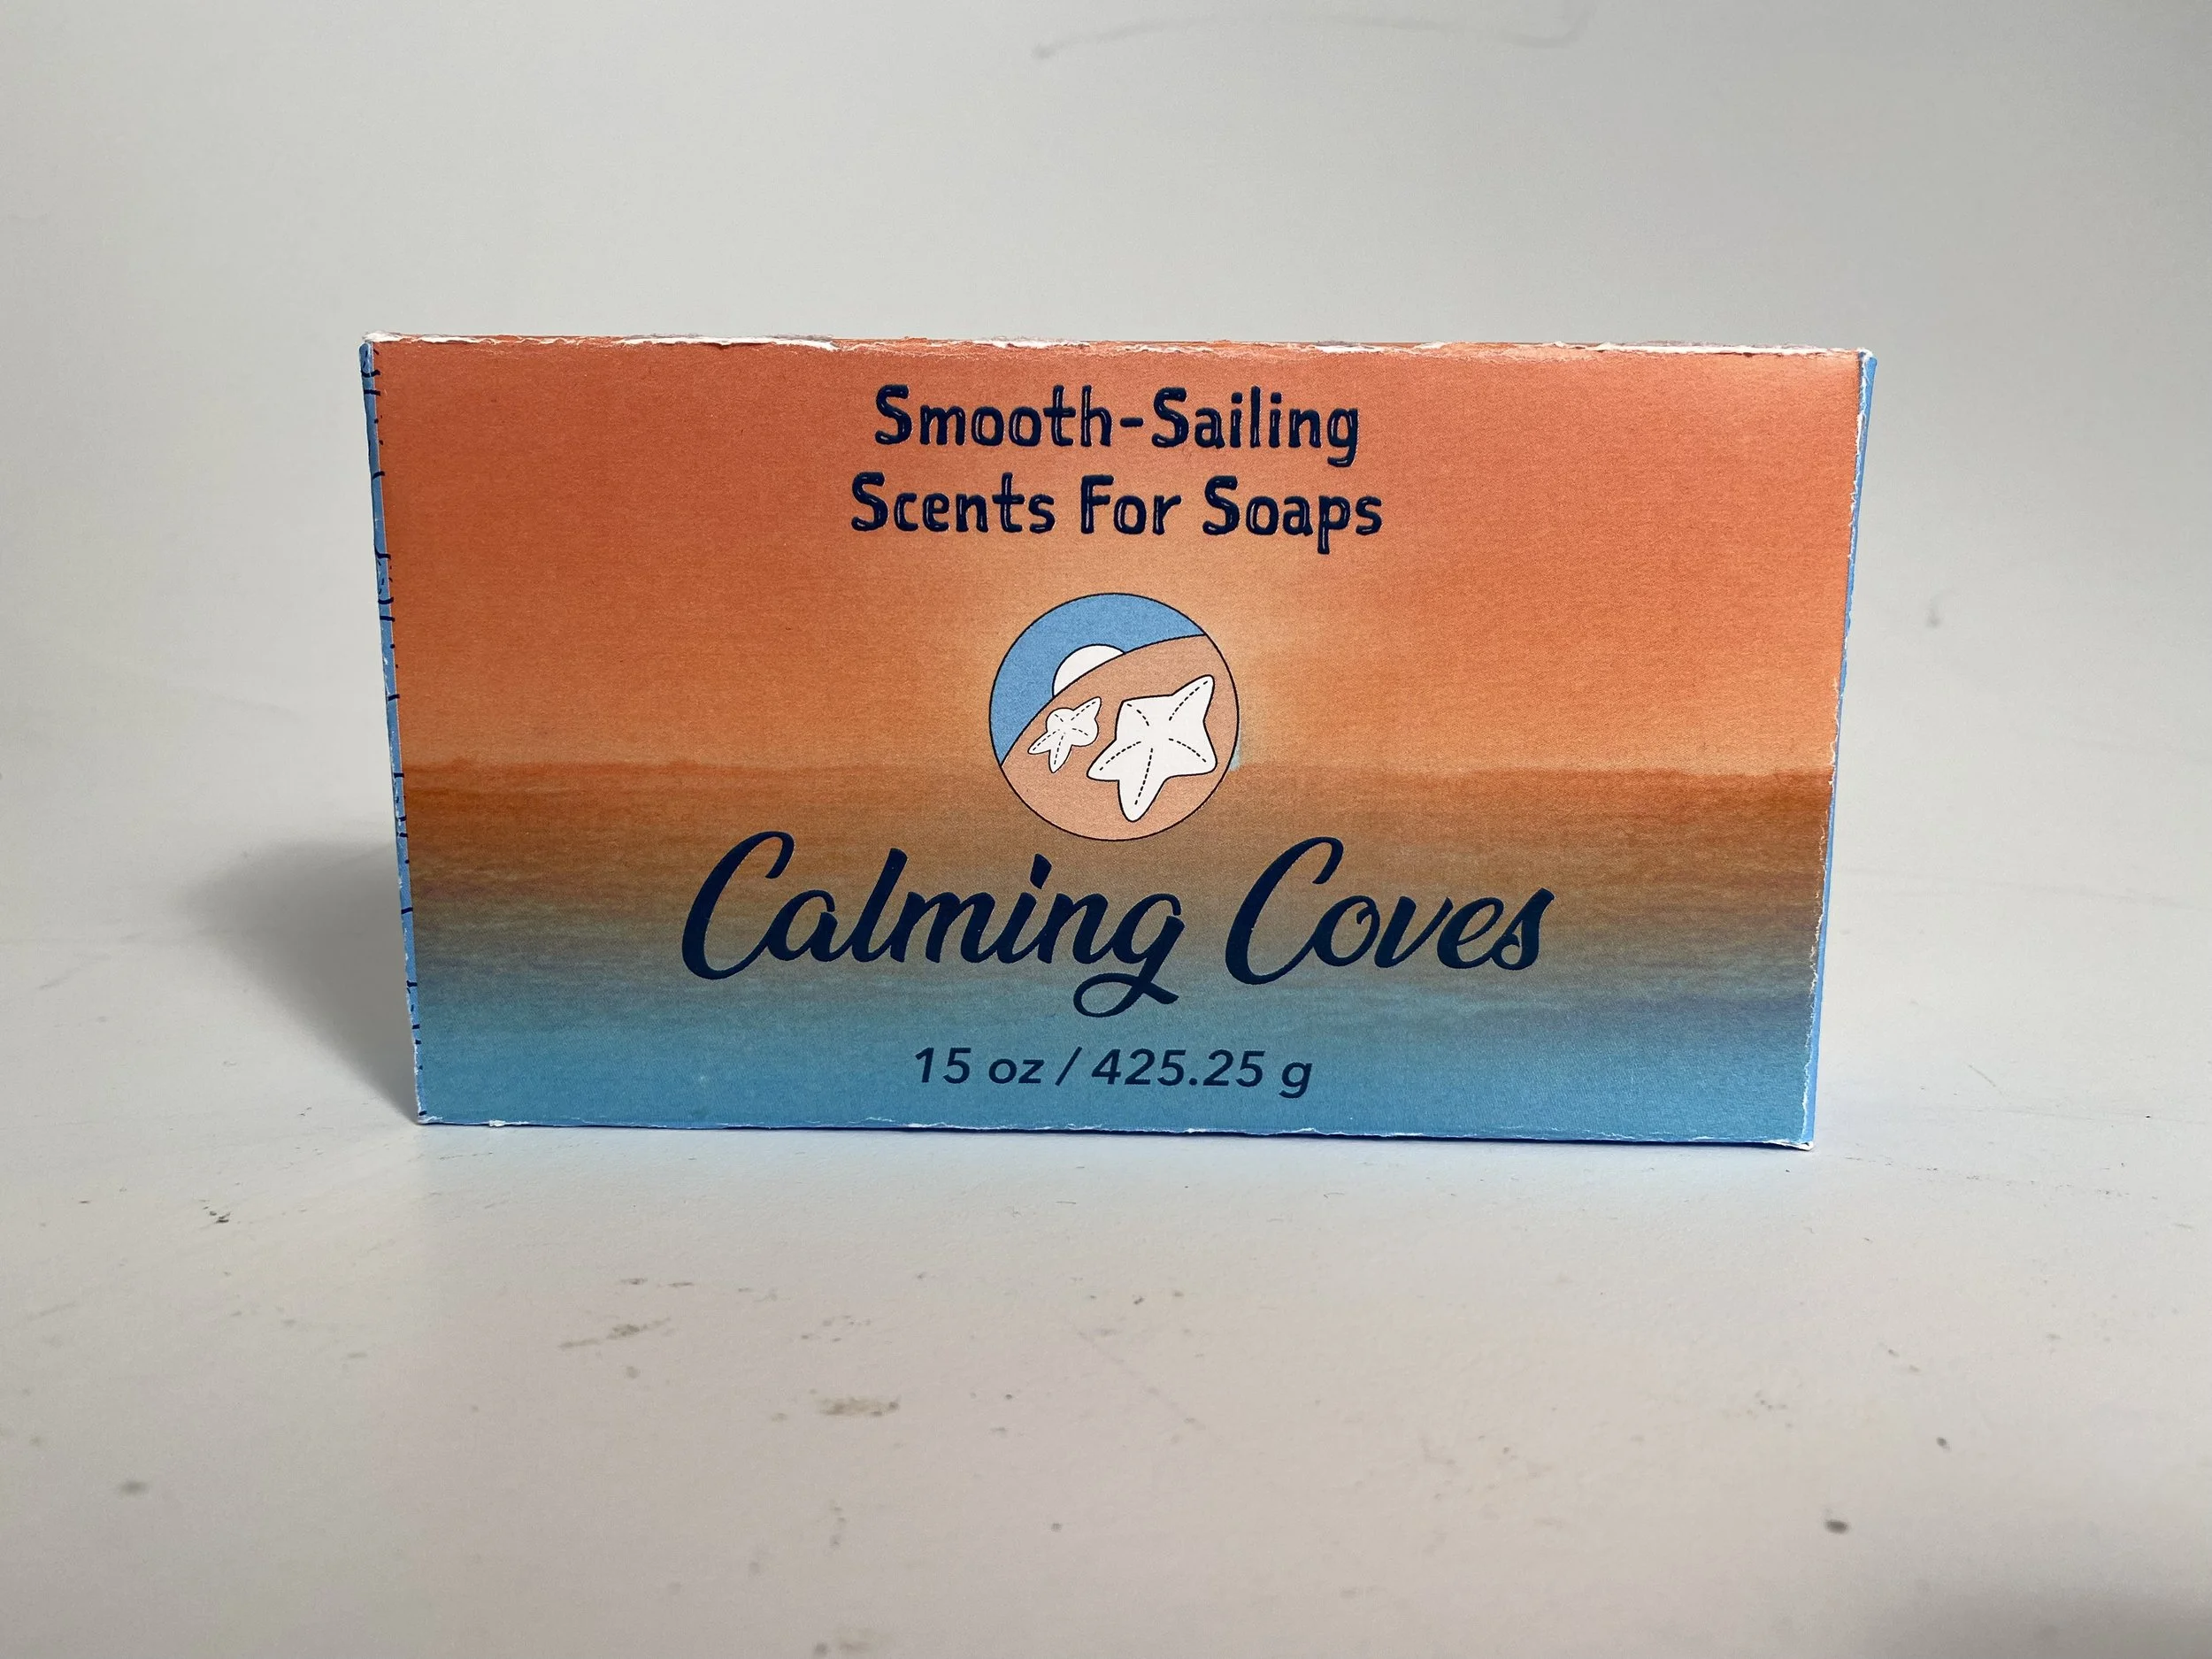 Smooth-Sailing
Scents For Soaps
Calming Coves
15 oz / 425.25 g